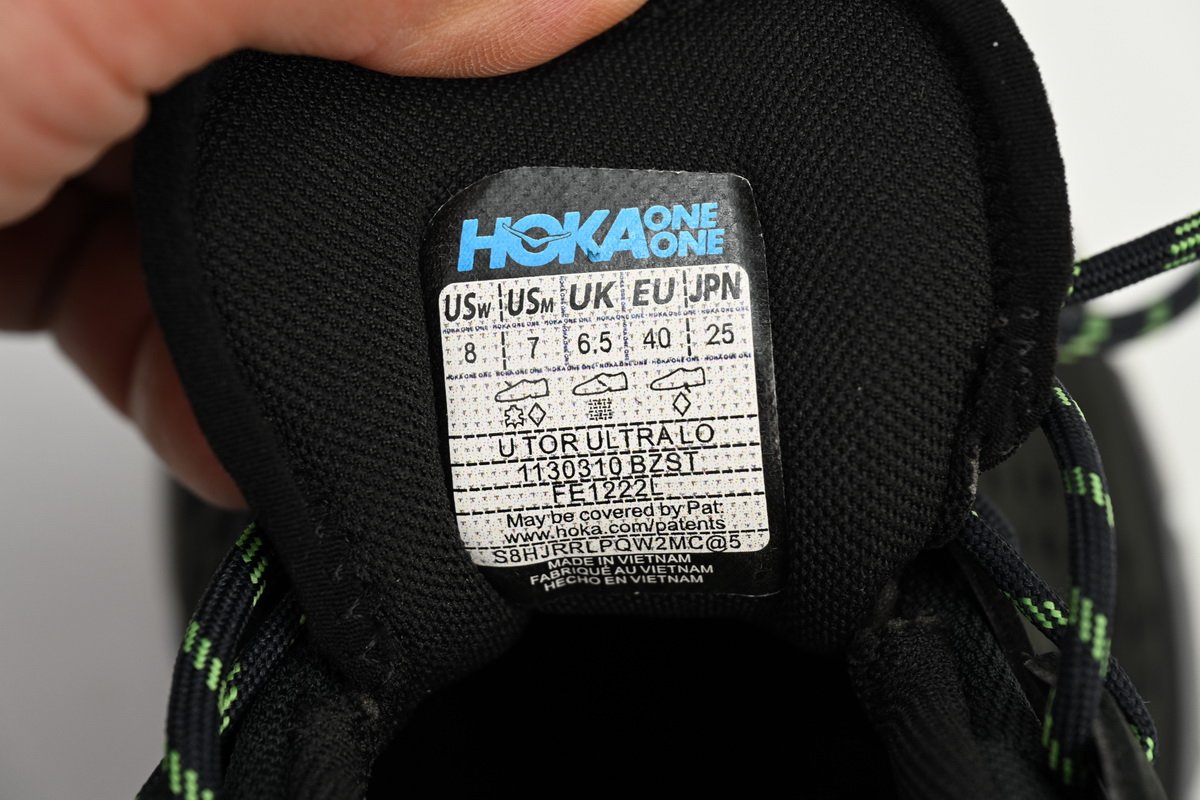 HOKA ONE ONE
USW USM UK EU JPN
8 7 6.5 40 25
U TOR ULTRA LO
1130310 BZST
FE1222L
May be covered by Pat:
www.hoka.com/patents
S8HJRRLPQW2MC@5
MADE IN VIETNAM
FABRIQUÉ AU VIETNAM
HECHO EN VIETNAM